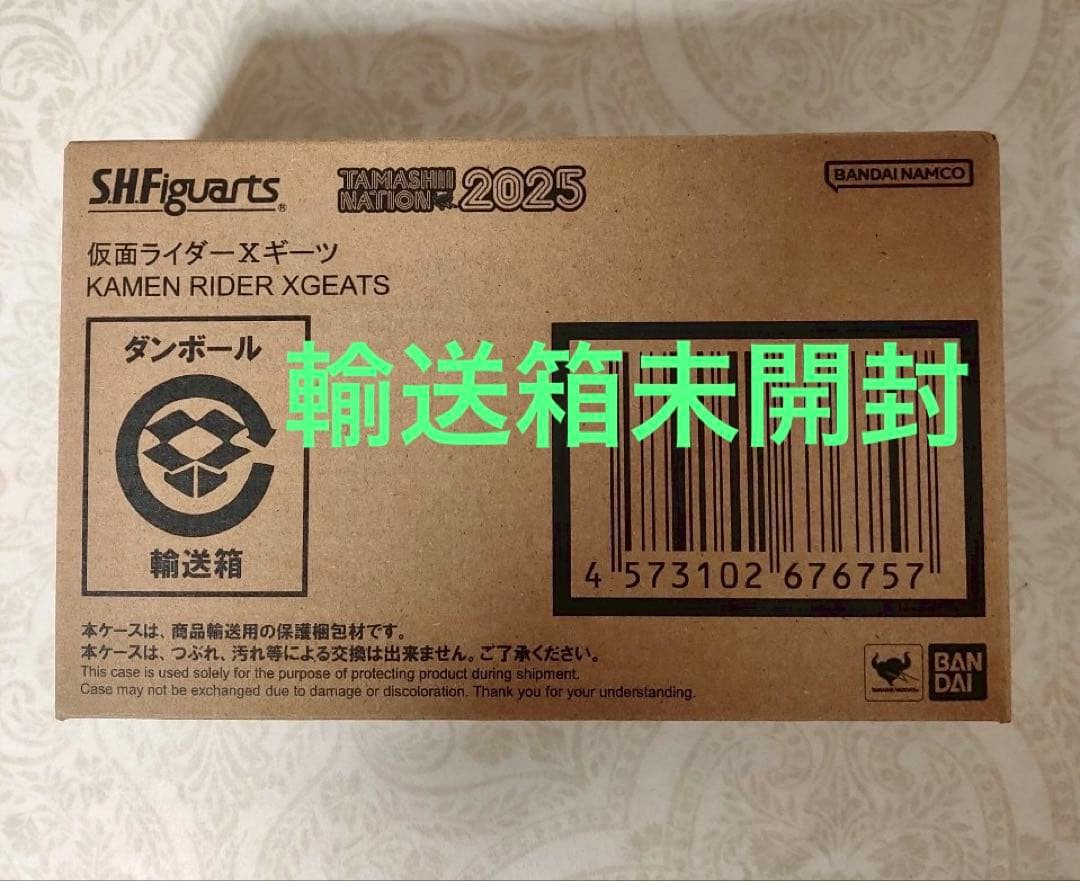 S.H.Figuarts®
TAMASHII NATION 2025
BANDAI NAMCO
仮面ライダーXギーツ
KAMEN RIDER XGEATS
ダンボール
輸送箱
輸送箱未開封
4 573102 676757
本ケースは、商品輸送用の保護梱包材です。
本ケースは、つぶれ、汚れ等による交換は出来ません。ご了承ください。
This case is used solely for the purpose of protecting product during shipment.
Case may not be exchanged due to damage or discoloration. Thank you for your understanding.
TAMASHII NATIONS
BAN
DAI